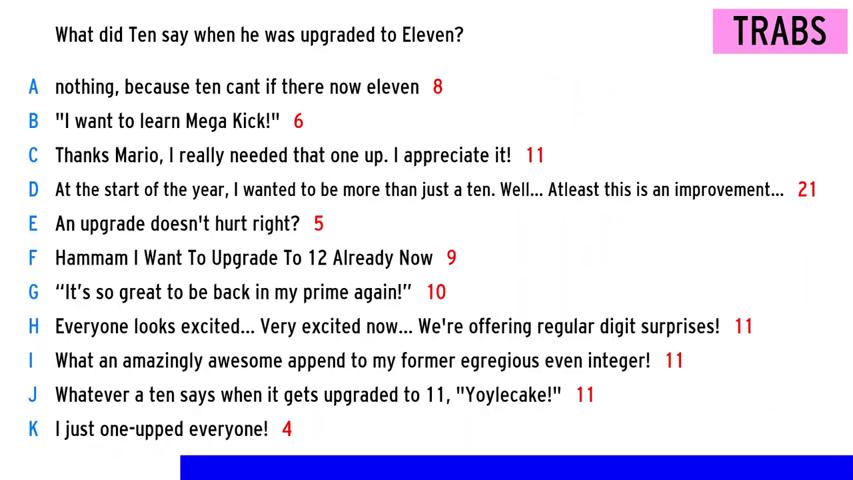 What did Ten say when he was upgraded to Eleven?
TRABS
A nothing, because ten cant if there now eleven 8
B "I want to learn Mega Kick!" 6
C Thanks Mario, I really needed that one up. I appreciate it! 11
D At the start of the year, I wanted to be more than just a ten. Well... Atleast this is an improvement... 21
E An upgrade doesn't hurt right? 5
F Hammam I Want To Upgrade To 12 Already Now 9
G “It’s so great to be back in my prime again!” 10
H Everyone looks excited... Very excited now... We're offering regular digit surprises! 11
I What an amazingly awesome append to my former egregious even integer! 11
J Whatever a ten says when it gets upgraded to 11, "Yoylecake!" 11
K I just one-upped everyone! 4